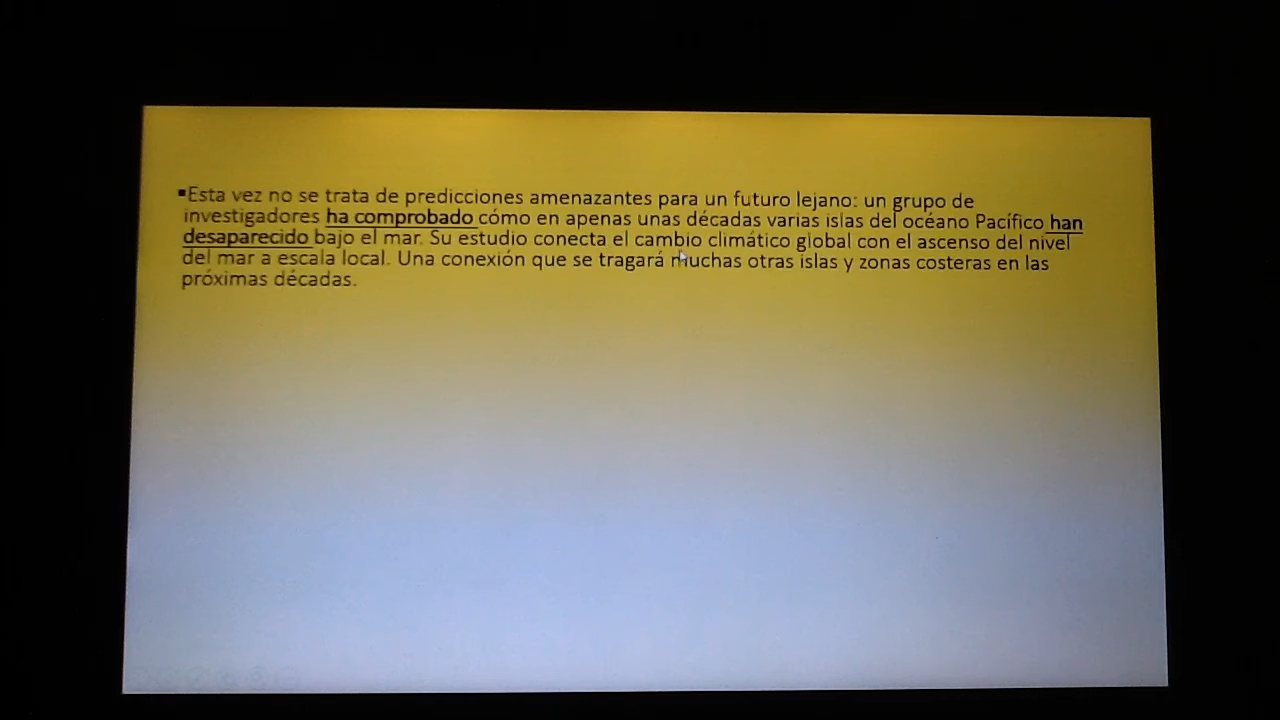 ▪Esta vez no se trata de predicciones amenazantes para un futuro lejano: un grupo de
investigadores ha comprobado cómo en apenas unas décadas varias islas del océano Pacífico han
desaparecido bajo el mar. Su estudio conecta el cambio climático global con el ascenso del nivel
del mar a escala local. Una conexión que se tragará muchas otras islas y zonas costeras en las
próximas décadas.